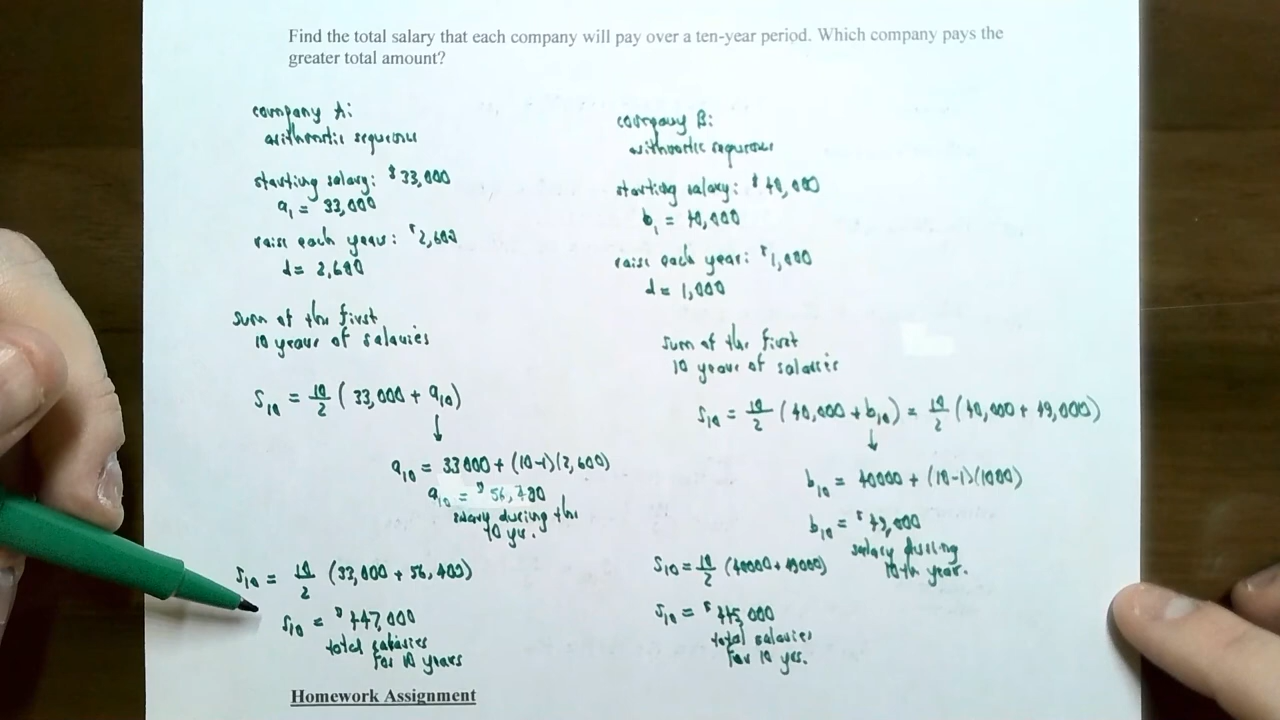 Find the total salary that each company will pay over a ten-year period. Which company pays the
greater total amount?
company A:
arithmetic sequence
starting salary: $33,000
a₁ = 33,000
raise each year: $2,600
d = 2,600
sum of the first
10 years of salaries
S₁₀ = 10/2 (33,000 + a₁₀)
↓
a₁₀ = 33000 + (10-1)(2,600)
a₁₀ = $56,400
salary during the
10 yr.
S₁₀ = 10/2 (33,000 + 56,400)
S₁₀ = $447,000
total salaries
for 10 years
company B:
arithmetic sequence
starting salary: $40,000
b₁ = 40,000
raise each year: $1,000
d = 1,000
sum of the first
10 years of salaries
S₁₀ = 10/2 (40,000 + b₁₀) = 10/2 (40,000 + 49,000)
↓
b₁₀ = 40000 + (10-1)(1000)
b₁₀ = $49,000
salary during
10th year.
S₁₀ = 10/2 (40000 + 49000)
S₁₀ = $445,000
total salaries
for 10 yrs.
Homework Assignment